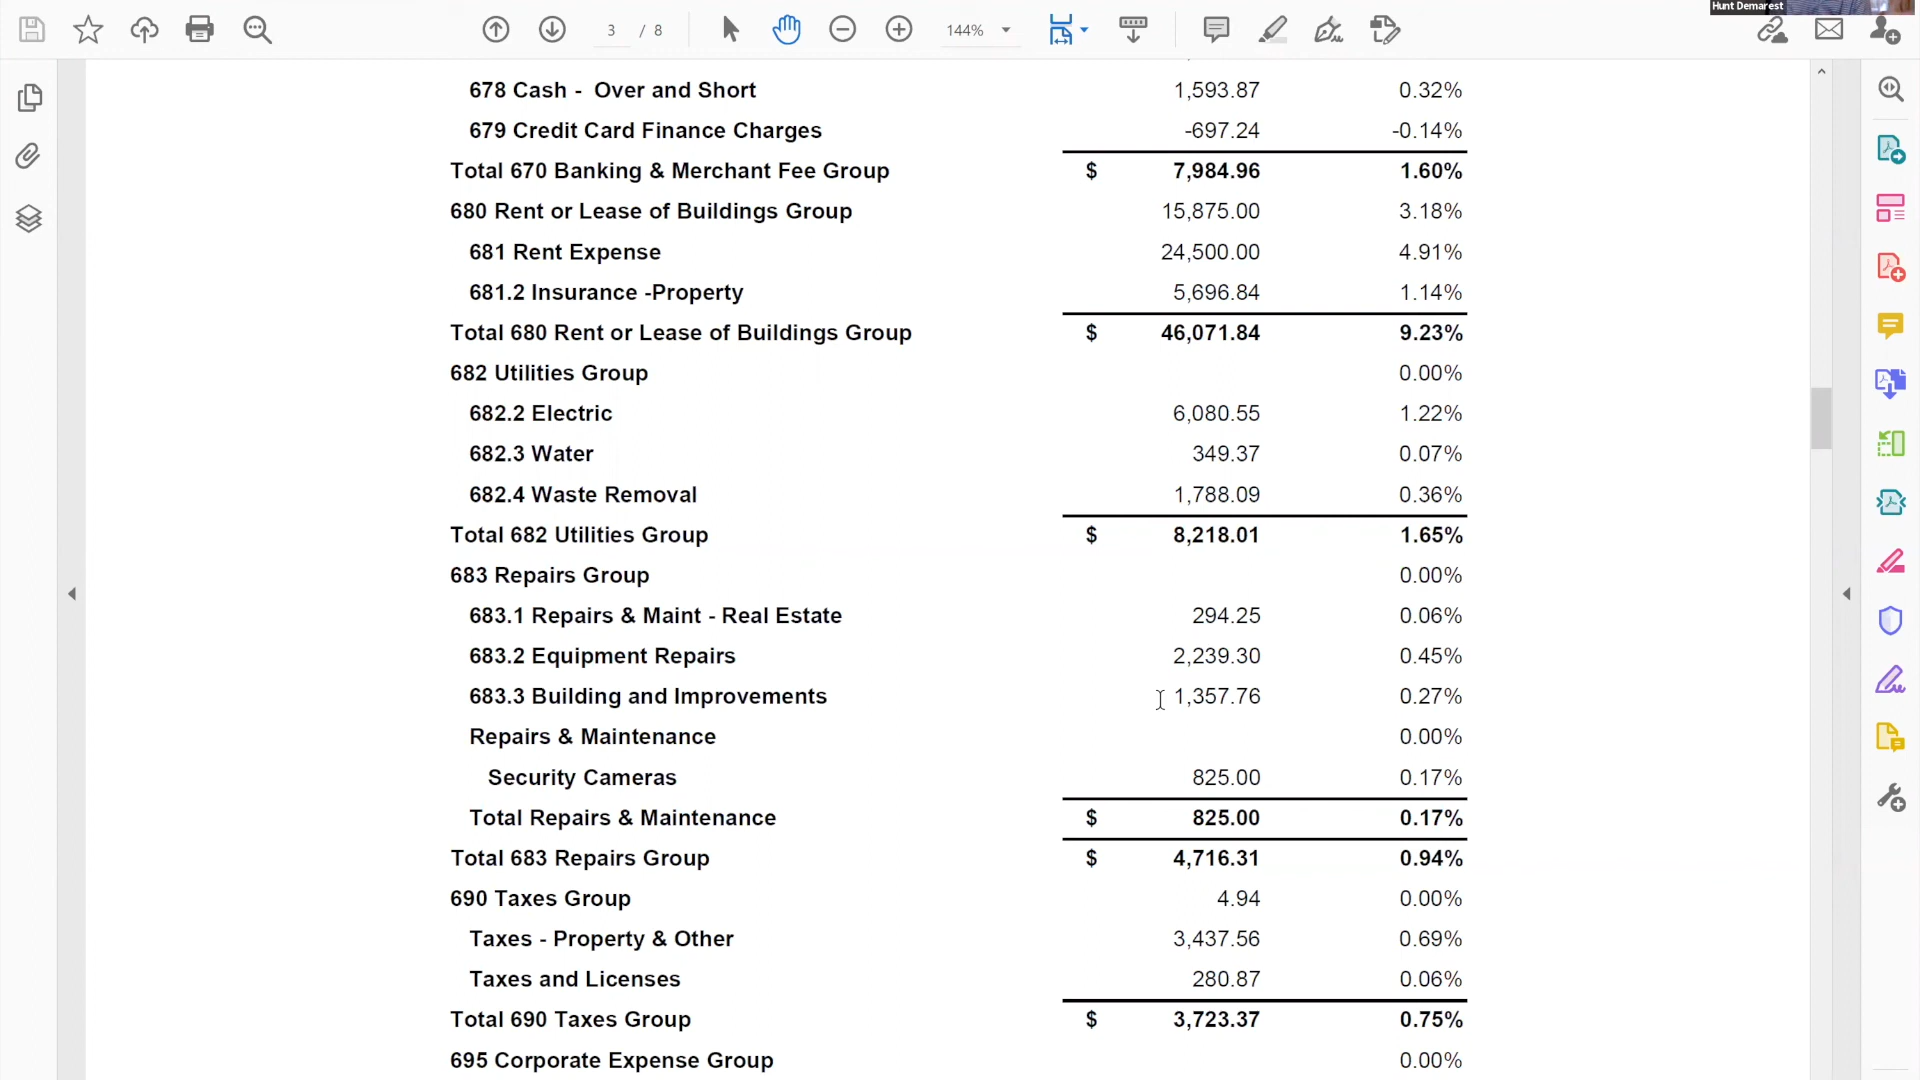 Hunt Demarest
3 / 8
144%
678 Cash - Over and Short 1,593.87 0.32%
679 Credit Card Finance Charges -697.24 -0.14%
Total 670 Banking & Merchant Fee Group $ 7,984.96 1.60%
680 Rent or Lease of Buildings Group 15,875.00 3.18%
681 Rent Expense 24,500.00 4.91%
681.2 Insurance -Property 5,696.84 1.14%
Total 680 Rent or Lease of Buildings Group $ 46,071.84 9.23%
682 Utilities Group 0.00%
682.2 Electric 6,080.55 1.22%
682.3 Water 349.37 0.07%
682.4 Waste Removal 1,788.09 0.36%
Total 682 Utilities Group $ 8,218.01 1.65%
683 Repairs Group 0.00%
683.1 Repairs & Maint - Real Estate 294.25 0.06%
683.2 Equipment Repairs 2,239.30 0.45%
683.3 Building and Improvements 1,357.76 0.27%
Repairs & Maintenance 0.00%
Security Cameras 825.00 0.17%
Total Repairs & Maintenance $ 825.00 0.17%
Total 683 Repairs Group $ 4,716.31 0.94%
690 Taxes Group 4.94 0.00%
Taxes - Property & Other 3,437.56 0.69%
Taxes and Licenses 280.87 0.06%
Total 690 Taxes Group $ 3,723.37 0.75%
695 Corporate Expense Group 0.00%